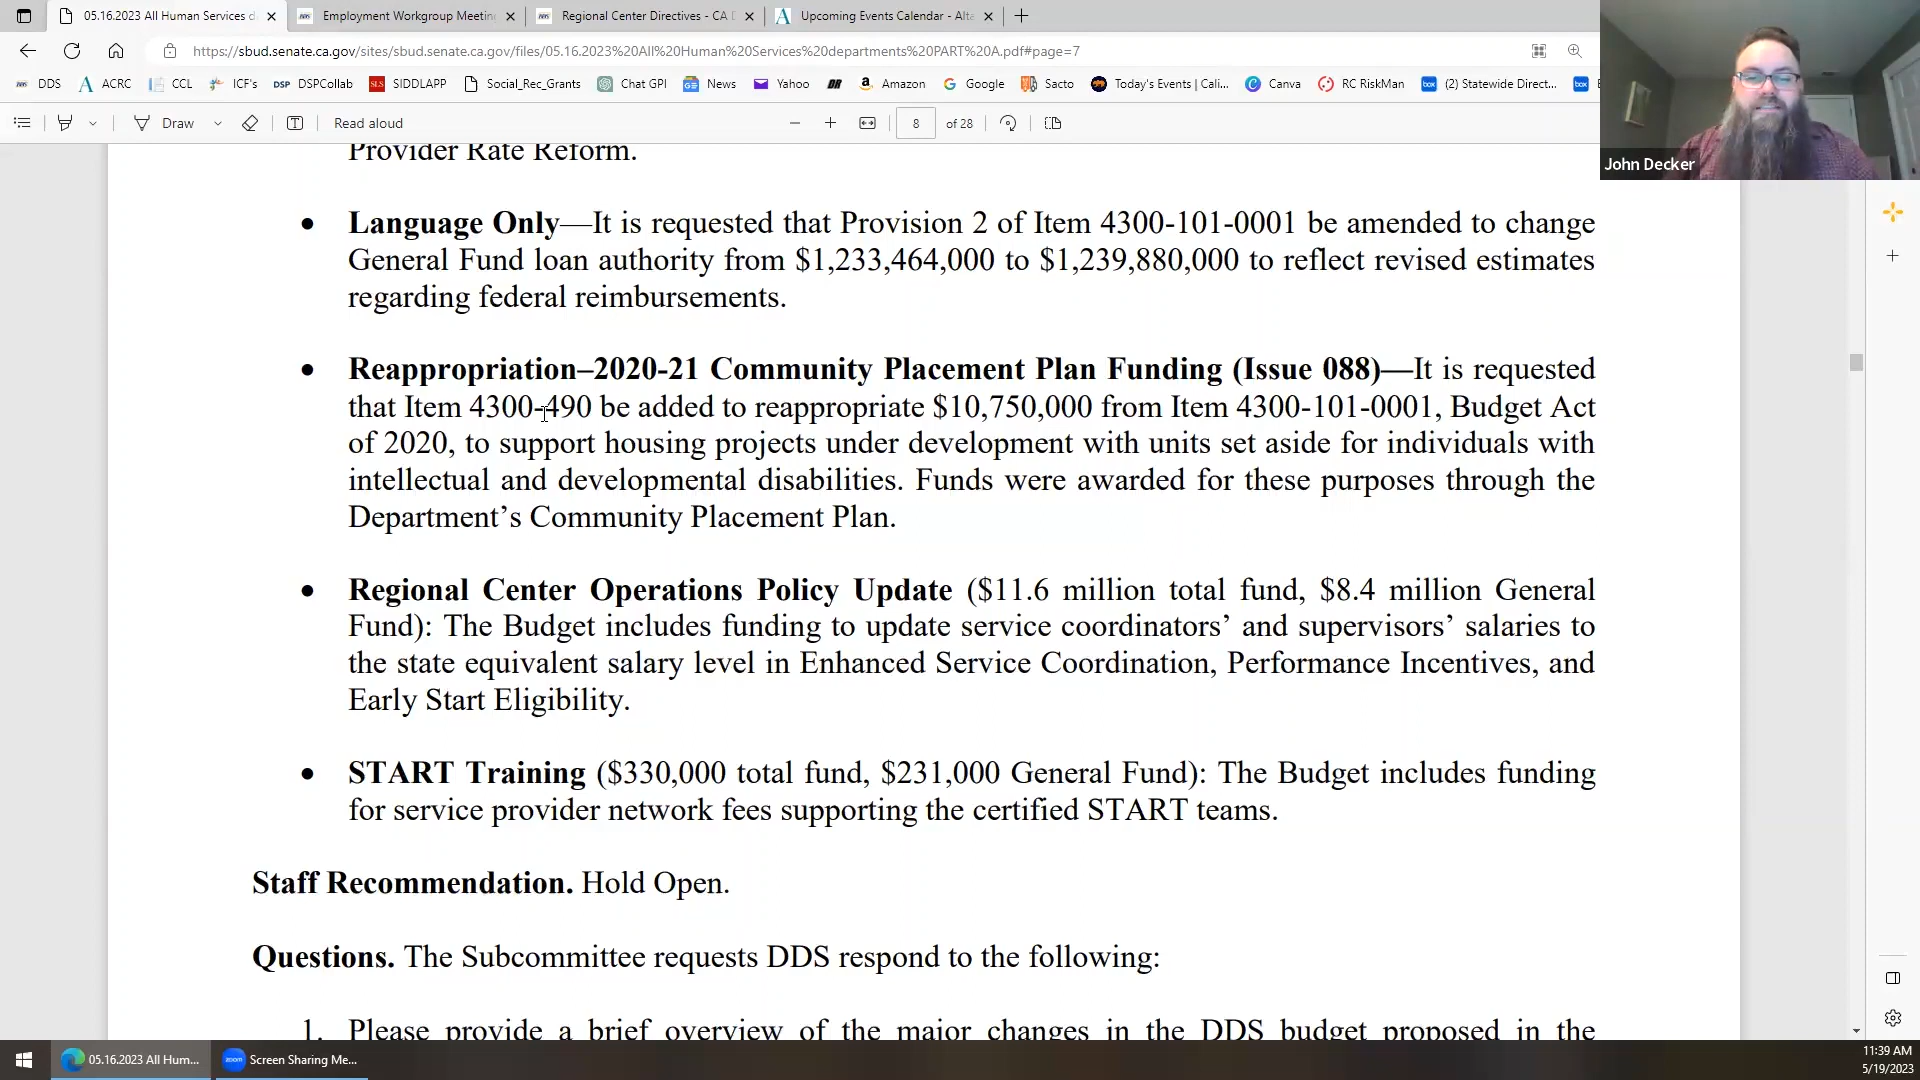 05.16.2023 All Human Services d
Employment Workgroup Meetin
Regional Center Directives - CA D
Upcoming Events Calendar - Alta
https://sbud.senate.ca.gov/sites/sbud.senate.ca.gov/files/05.16.2023%20All%20Human%20Services%20departments%20PART%20A.pdf#page=7
DDS
ACRC
CCL
ICF's
DSP DSPCollab
SLS SIDDLAPP
Social_Rec_Grants
Chat GPI
News
Yahoo
DR
Amazon
Google
Sacto
Today's Events | Cali...
Canva
RC RiskMan
box (2) Statewide Direct...
box
Draw
Read aloud
8 of 28
John Decker
Provider Rate Reform.
• Language Only—It is requested that Provision 2 of Item 4300-101-0001 be amended to change
General Fund loan authority from $1,233,464,000 to $1,239,880,000 to reflect revised estimates
regarding federal reimbursements.
• Reappropriation–2020-21 Community Placement Plan Funding (Issue 088)—It is requested
that Item 4300-490 be added to reappropriate $10,750,000 from Item 4300-101-0001, Budget Act
of 2020, to support housing projects under development with units set aside for individuals with
intellectual and developmental disabilities. Funds were awarded for these purposes through the
Department's Community Placement Plan.
• Regional Center Operations Policy Update ($11.6 million total fund, $8.4 million General
Fund): The Budget includes funding to update service coordinators' and supervisors' salaries to
the state equivalent salary level in Enhanced Service Coordination, Performance Incentives, and
Early Start Eligibility.
• START Training ($330,000 total fund, $231,000 General Fund): The Budget includes funding
for service provider network fees supporting the certified START teams.
Staff Recommendation. Hold Open.
Questions. The Subcommittee requests DDS respond to the following:
1. Please provide a brief overview of the major changes in the DDS budget proposed in the
05.16.2023 All Hum...
zoom Screen Sharing Me...
11:39 AM
5/19/2023